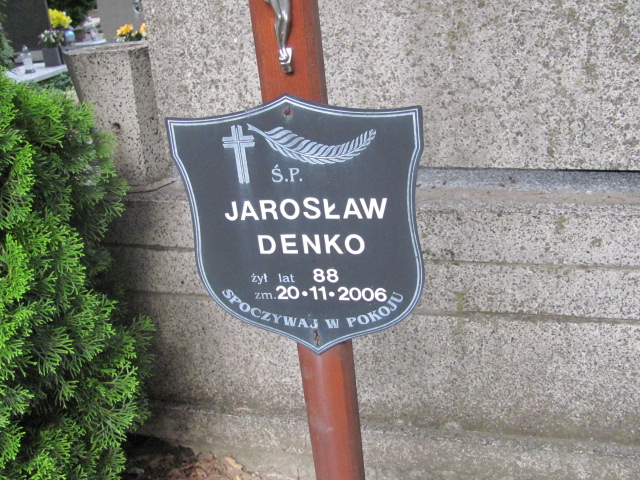 Ś.P.
JAROSŁAW
DENKO
żył lat 88
zm. 20·11·2006
SPOCZYWAJ W POKOJU